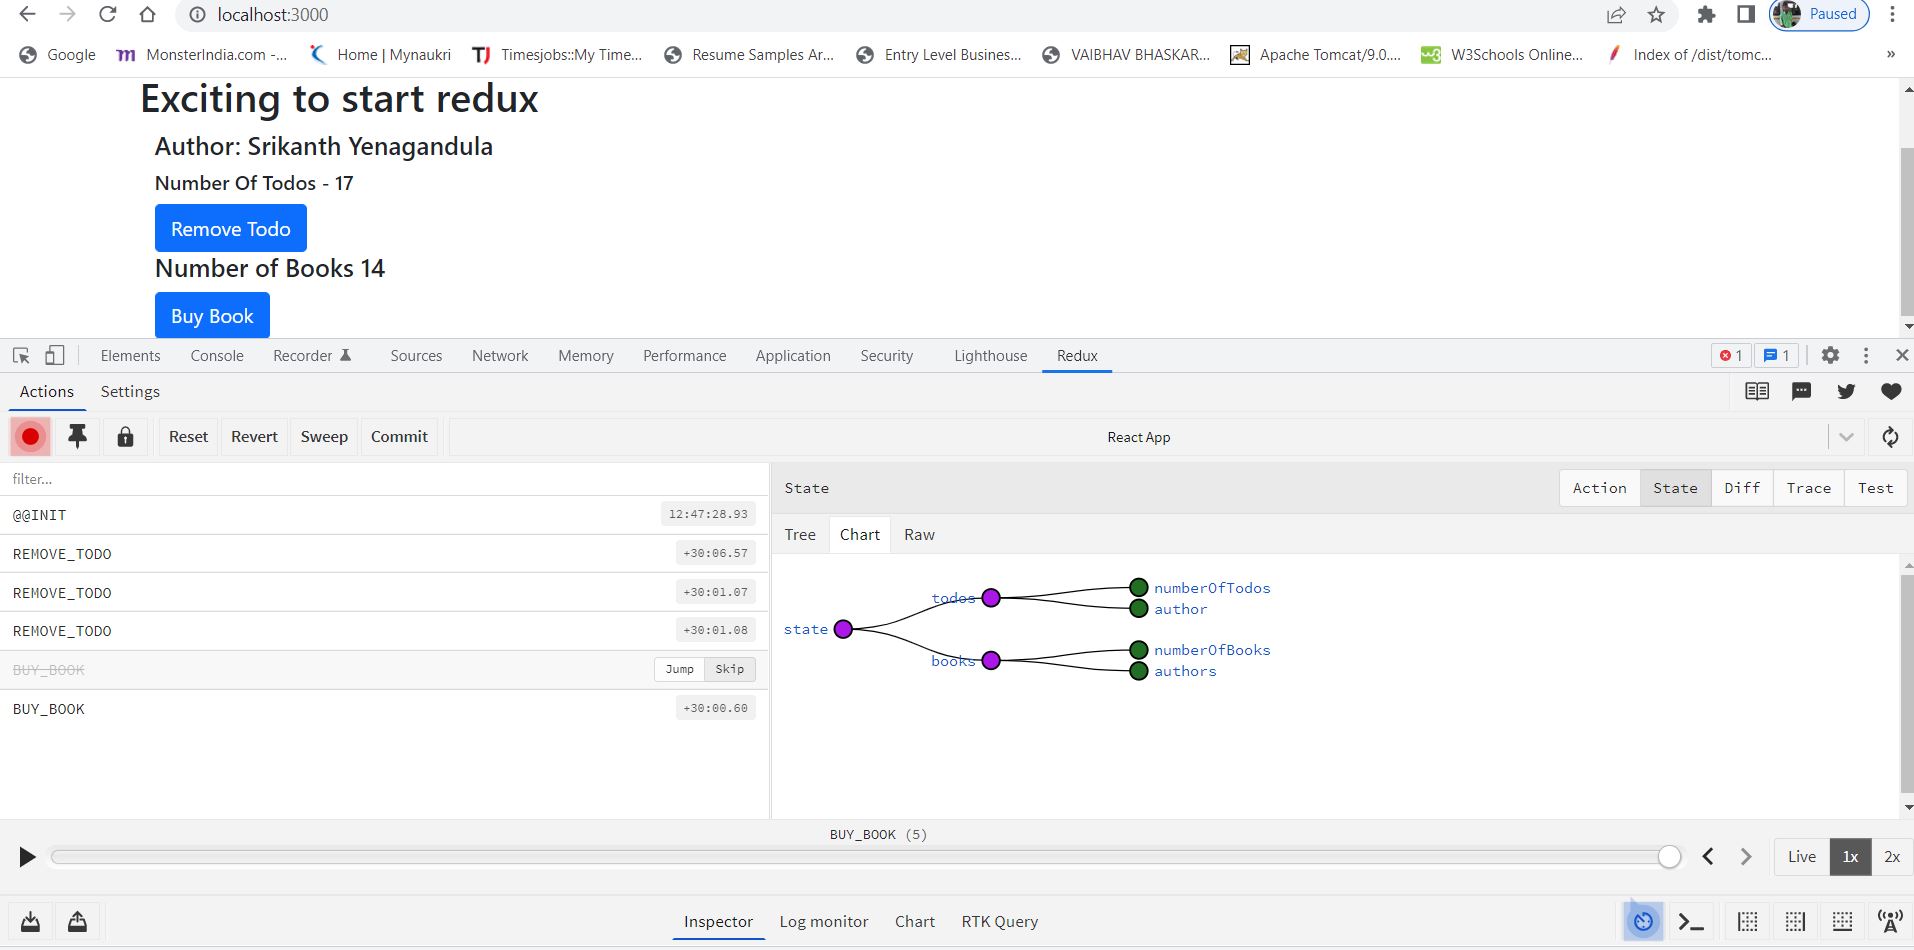 localhost:3000
Paused
Google
MonsterIndia.com -...
Home | Mynaukri
TJ
Timesjobs::My Time...
Resume Samples Ar...
Entry Level Business...
VAIBHAV BHASKAR...
Apache Tomcat/9.0....
W3Schools Online...
Index of /dist/tomc...
»
Exciting to start redux
Author: Srikanth Yenagandula
Number Of Todos - 17
Remove Todo
Number of Books 14
Buy Book
Elements Console Recorder Sources Network Memory Performance Application Security Lighthouse Redux 1 1
Actions Settings
Reset Revert Sweep Commit React App
filter...
@@INIT 12:47:28.93
REMOVE_TODO +30:06.57
REMOVE_TODO +30:01.07
REMOVE_TODO +30:01.08
BUY_BOOK Jump Skip
BUY_BOOK +30:00.60
State Action State Diff Trace Test
Tree Chart Raw
numberOfTodos
todos
author
state
numberOfBooks
books
authors
BUY_BOOK (5)
Live 1x 2x
Inspector Log monitor Chart RTK Query